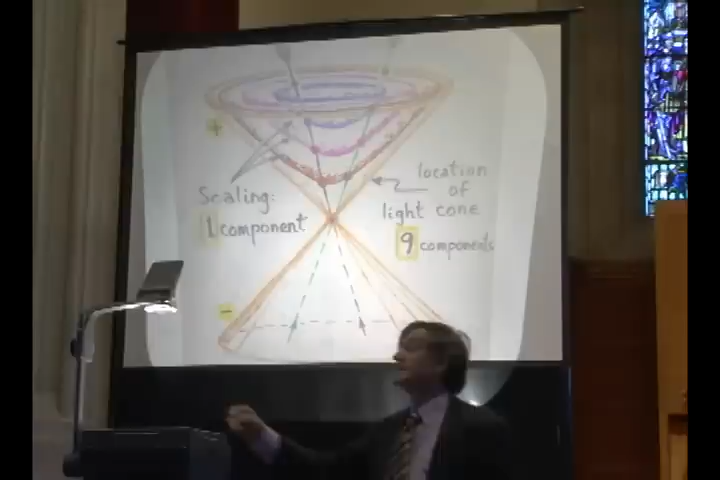 +
Scaling:
1 component
location
of
light cone
9 components
-